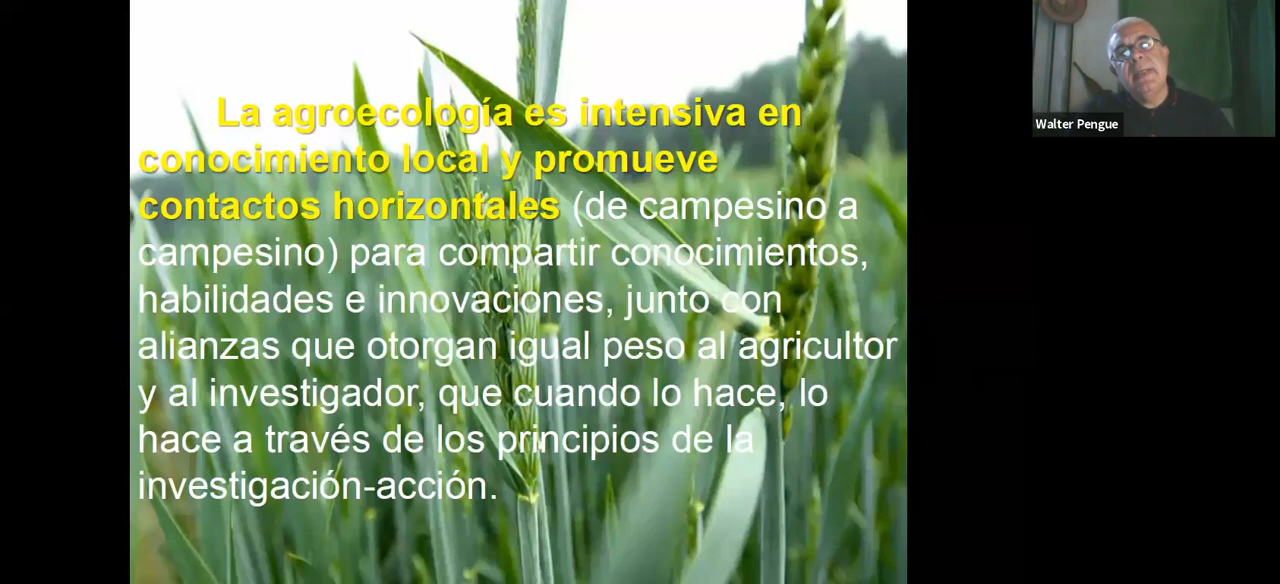 La agroecología es intensiva en
conocimiento local y promueve
contactos horizontales (de campesino a
campesino) para compartir conocimientos,
habilidades e innovaciones, junto con
alianzas que otorgan igual peso al agricultor
y al investigador, que cuando lo hace, lo
hace a través de los principios de la
investigación-acción.
Walter Pengue